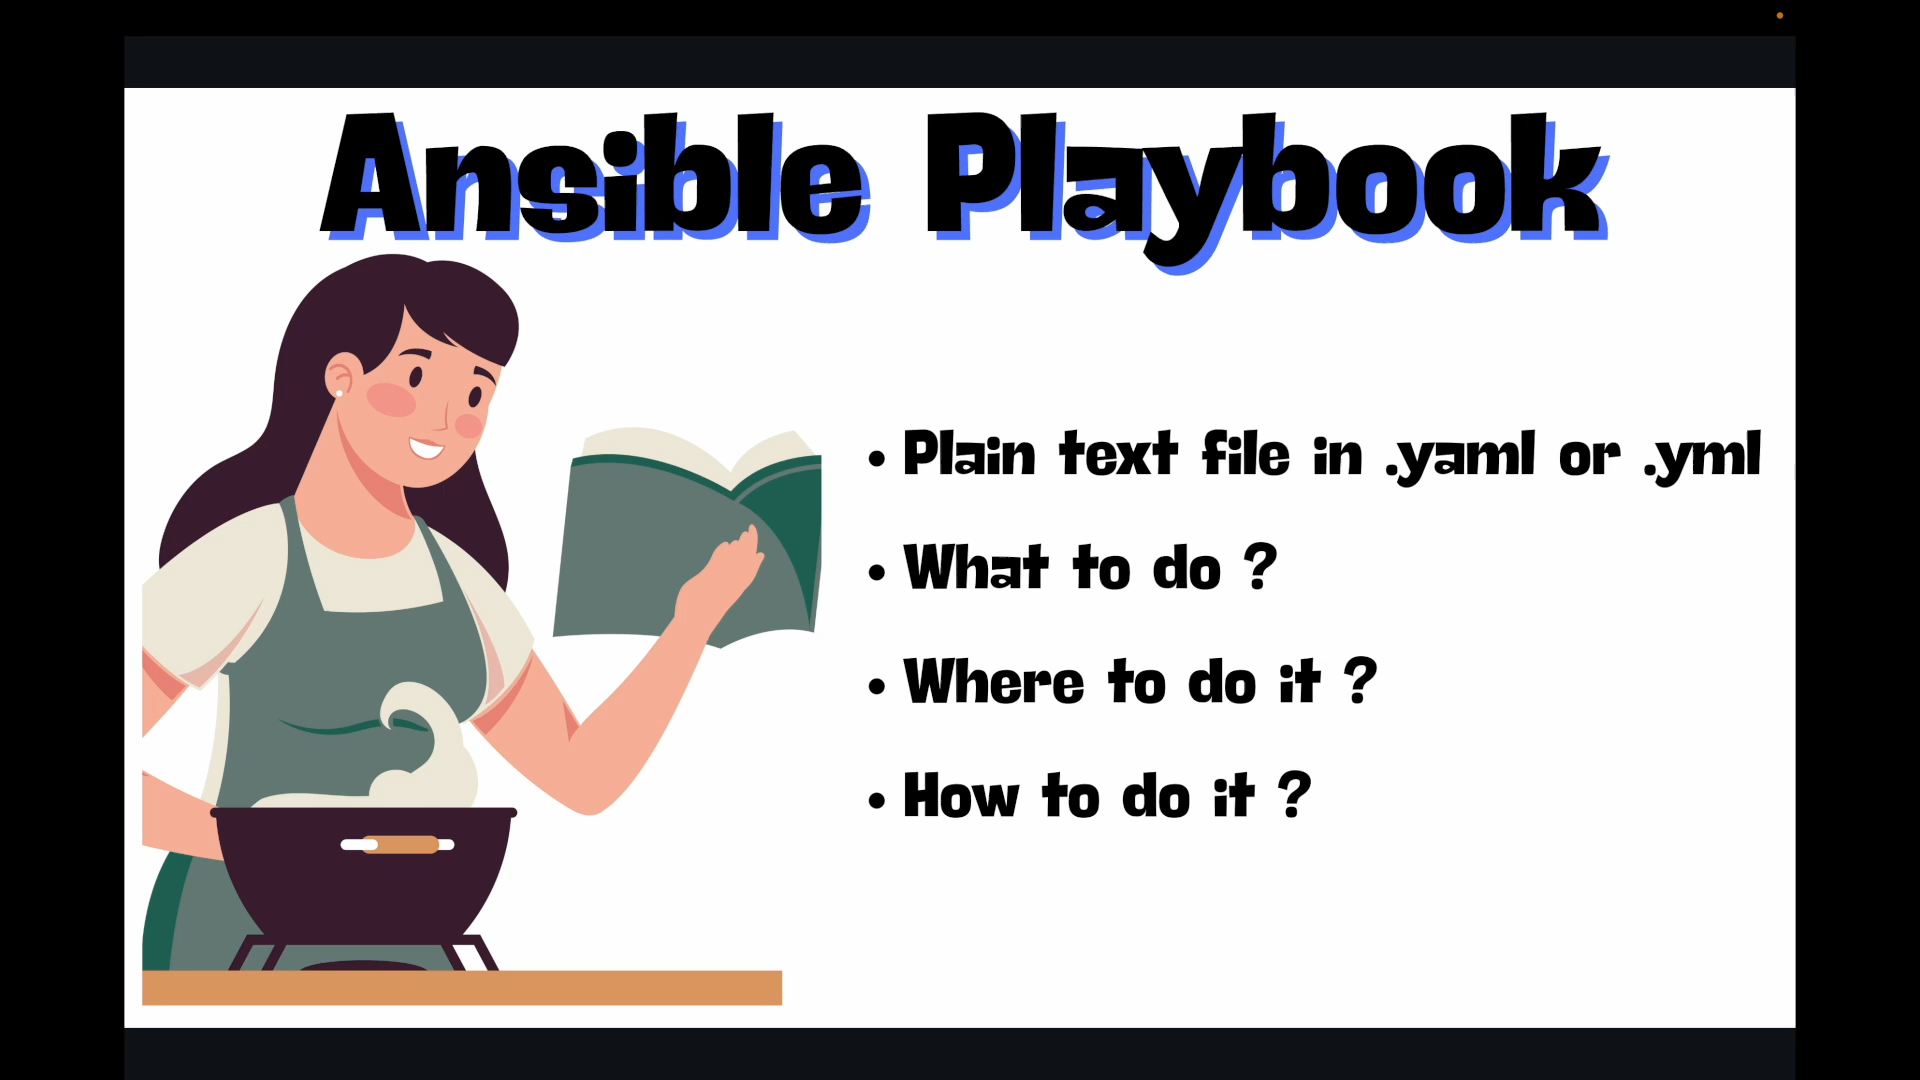 Ansible Playbook
• Plain text file in .yaml or .yml
• What to do ?
• Where to do it ?
• How to do it ?